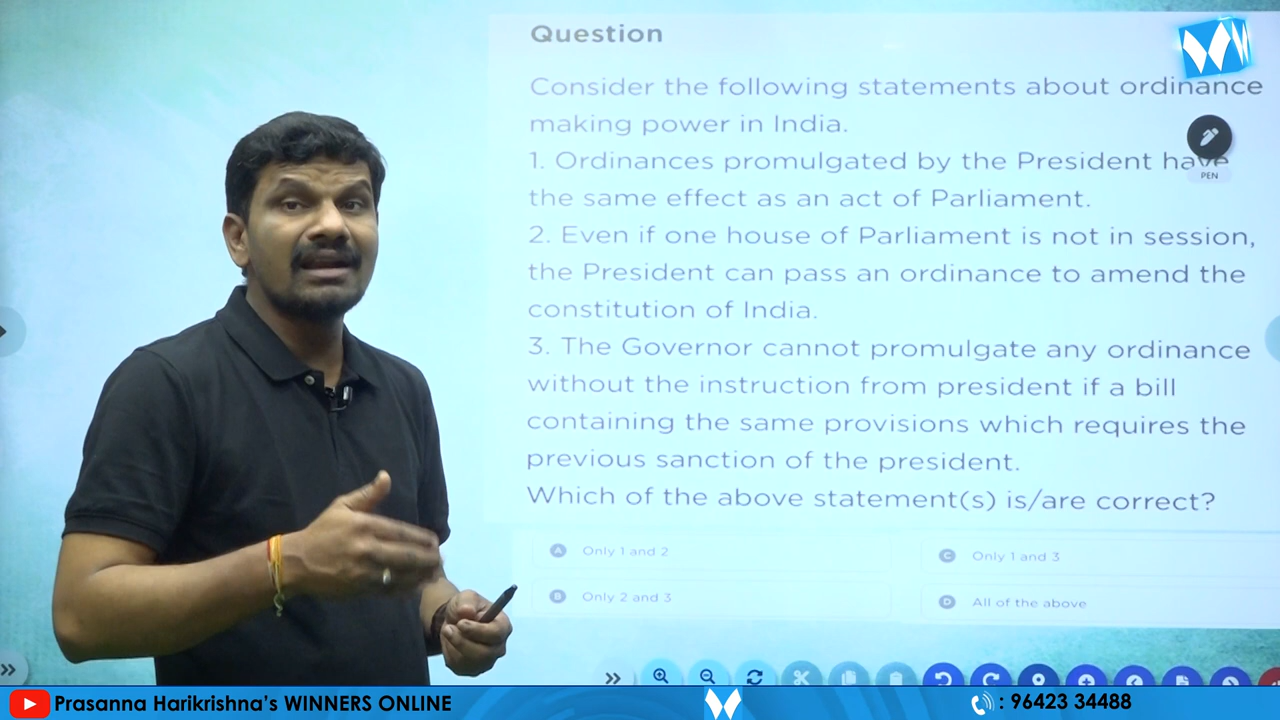 Question
Consider the following statements about ordinance
making power in India.
1. Ordinances promulgated by the President have
the same effect as an act of Parliament.
2. Even if one house of Parliament is not in session,
the President can pass an ordinance to amend the
constitution of India.
3. The Governor cannot promulgate any ordinance
without the instruction from president if a bill
containing the same provisions which requires the
previous sanction of the president.
Which of the above statement(s) is/are correct?
A Only 1 and 2
C Only 1 and 3
B Only 2 and 3
D All of the above
PEN
Prasanna Harikrishna's WINNERS ONLINE
: 96423 34488